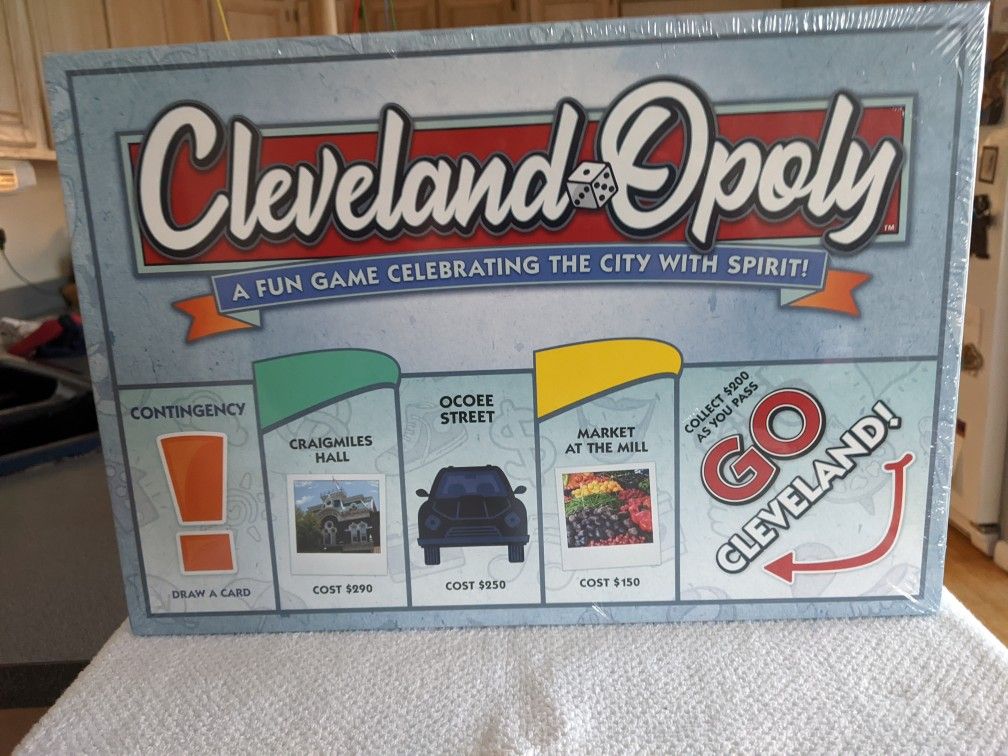 Cleveland-Opoly
TM
A FUN GAME CELEBRATING THE CITY WITH SPIRIT!
CONTINGENCY
!
DRAW A CARD
CRAIGMILES
HALL
COST $290
OCOEE
STREET
COST $250
MARKET
AT THE MILL
COST $150
COLLECT $200
AS YOU PASS
GO
CLEVELAND!